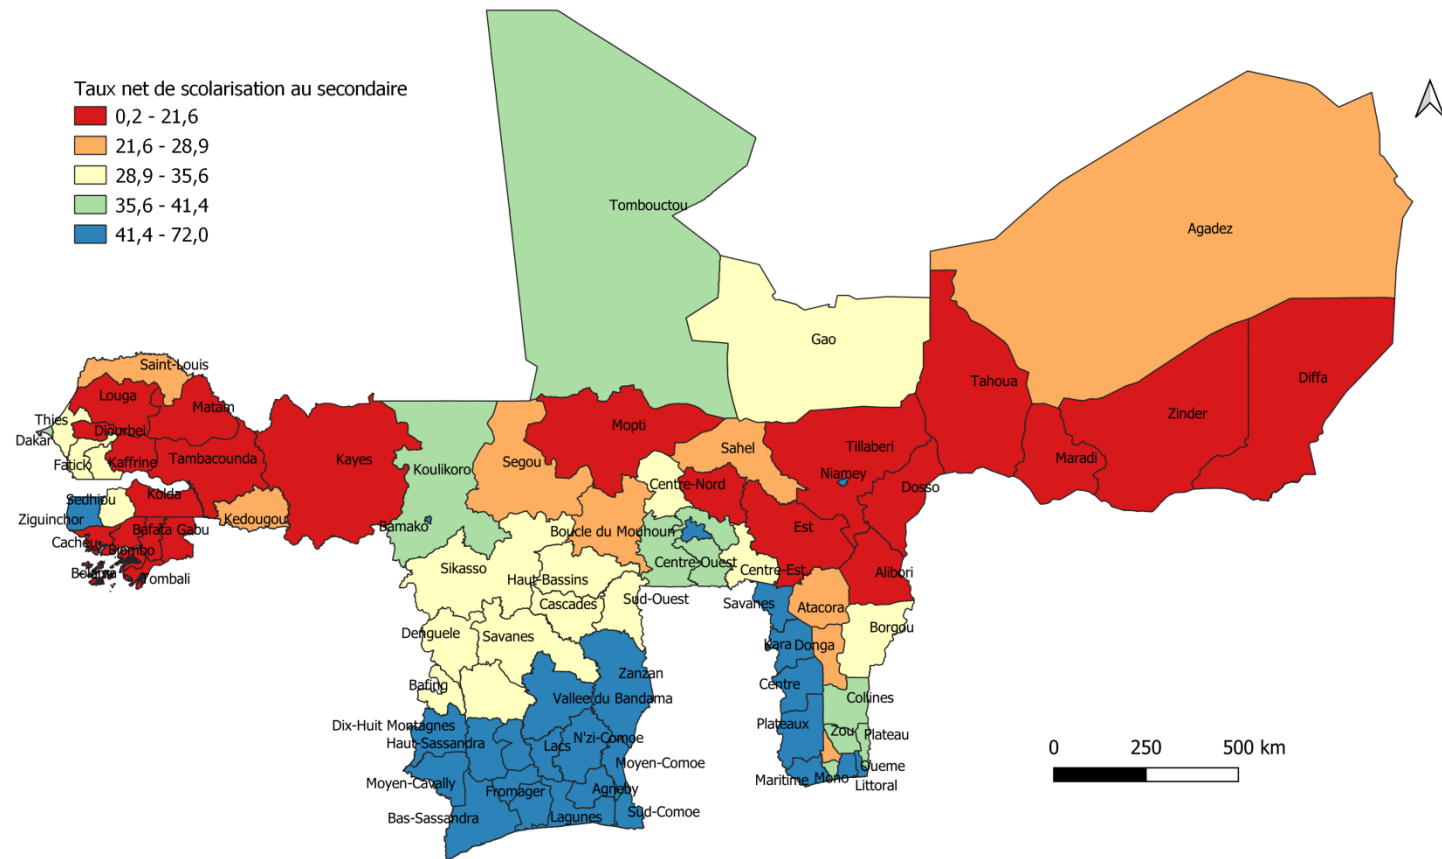 Taux net de scolarisation au secondaire
0,2 - 21,6
21,6 - 28,9
28,9 - 35,6
35,6 - 41,4
41,4 - 72,0
Tombouctou
Agadez
Gao
Saint-Louis
Louga
Matam
Thies
Diourbel
Dakar
Fatick
Kaffrine
Tambacounda
Kayes
Koulikoro
Segou
Mopti
Sahel
Tillaberi
Niamey
Tahoua
Zinder
Diffa
Maradi
Dosso
Sedhiou
Kolda
Ziguinchor
Kedougou
Bamako
Centre-Nord
Est
Bafata
Gabu
Cacheu
Biombo
Bolama
Tombali
Boucle du Mouhoun
Centre-Ouest
Centre-Est
Alibori
Sikasso
Haut-Bassins
Cascades
Sud-Ouest
Savanes
Atacora
Borgou
Denguele
Savanes
Kara
Donga
Bafing
Zanzan
Vallee du Bandama
Centre
Collines
Dix-Huit Montagnes
Haut-Sassandra
Lacs
N'zi-Comoe
Plateaux
Zou
Plateau
Moyen-Comoe
Moyen-Cavally
Fromager
Agneby
Maritime
Mono
Oueme
Littoral
Bas-Sassandra
Lagunes
Sud-Comoe
0
250
500 km